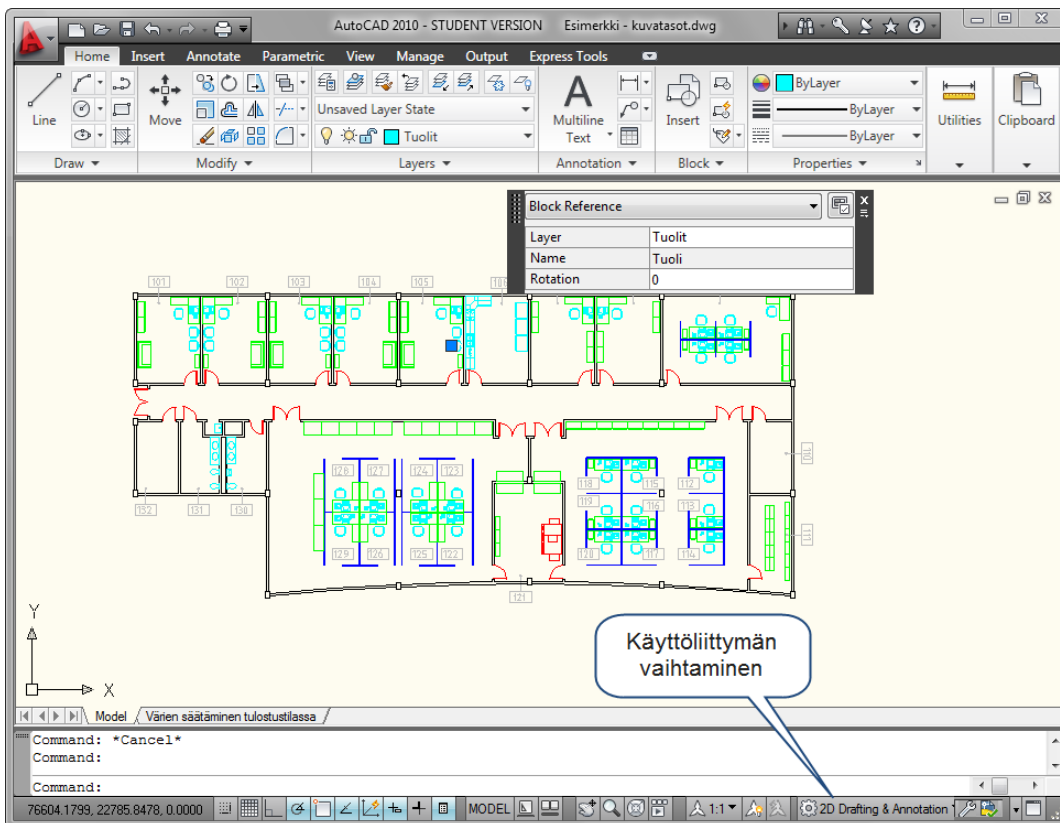 AutoCAD 2010 - STUDENT VERSION Esimerkki - kuvatasot.dwg
Home Insert Annotate Parametric View Manage Output Express Tools
Line
Move
Unsaved Layer State
Tuolit
Multiline
Text
Insert
ByLayer
ByLayer
ByLayer
Utilities
Clipboard
Draw Modify Layers Annotation Block Properties
Block Reference
Layer Tuolit
Name Tuoli
Rotation 0
101 102 103 104 105
128 127 124 123
118 115 112
119 116 113
129 126 125 122
120 117 114
110
111
132 131 130
121
Käyttöliittymän
vaihtaminen
Y
X
Model Värien säätäminen tulostustilassa
Command: *Cancel*
Command:
Command:
76604.1799, 22785.8478, 0.0000 MODEL 1:1 2D Drafting & Annotation